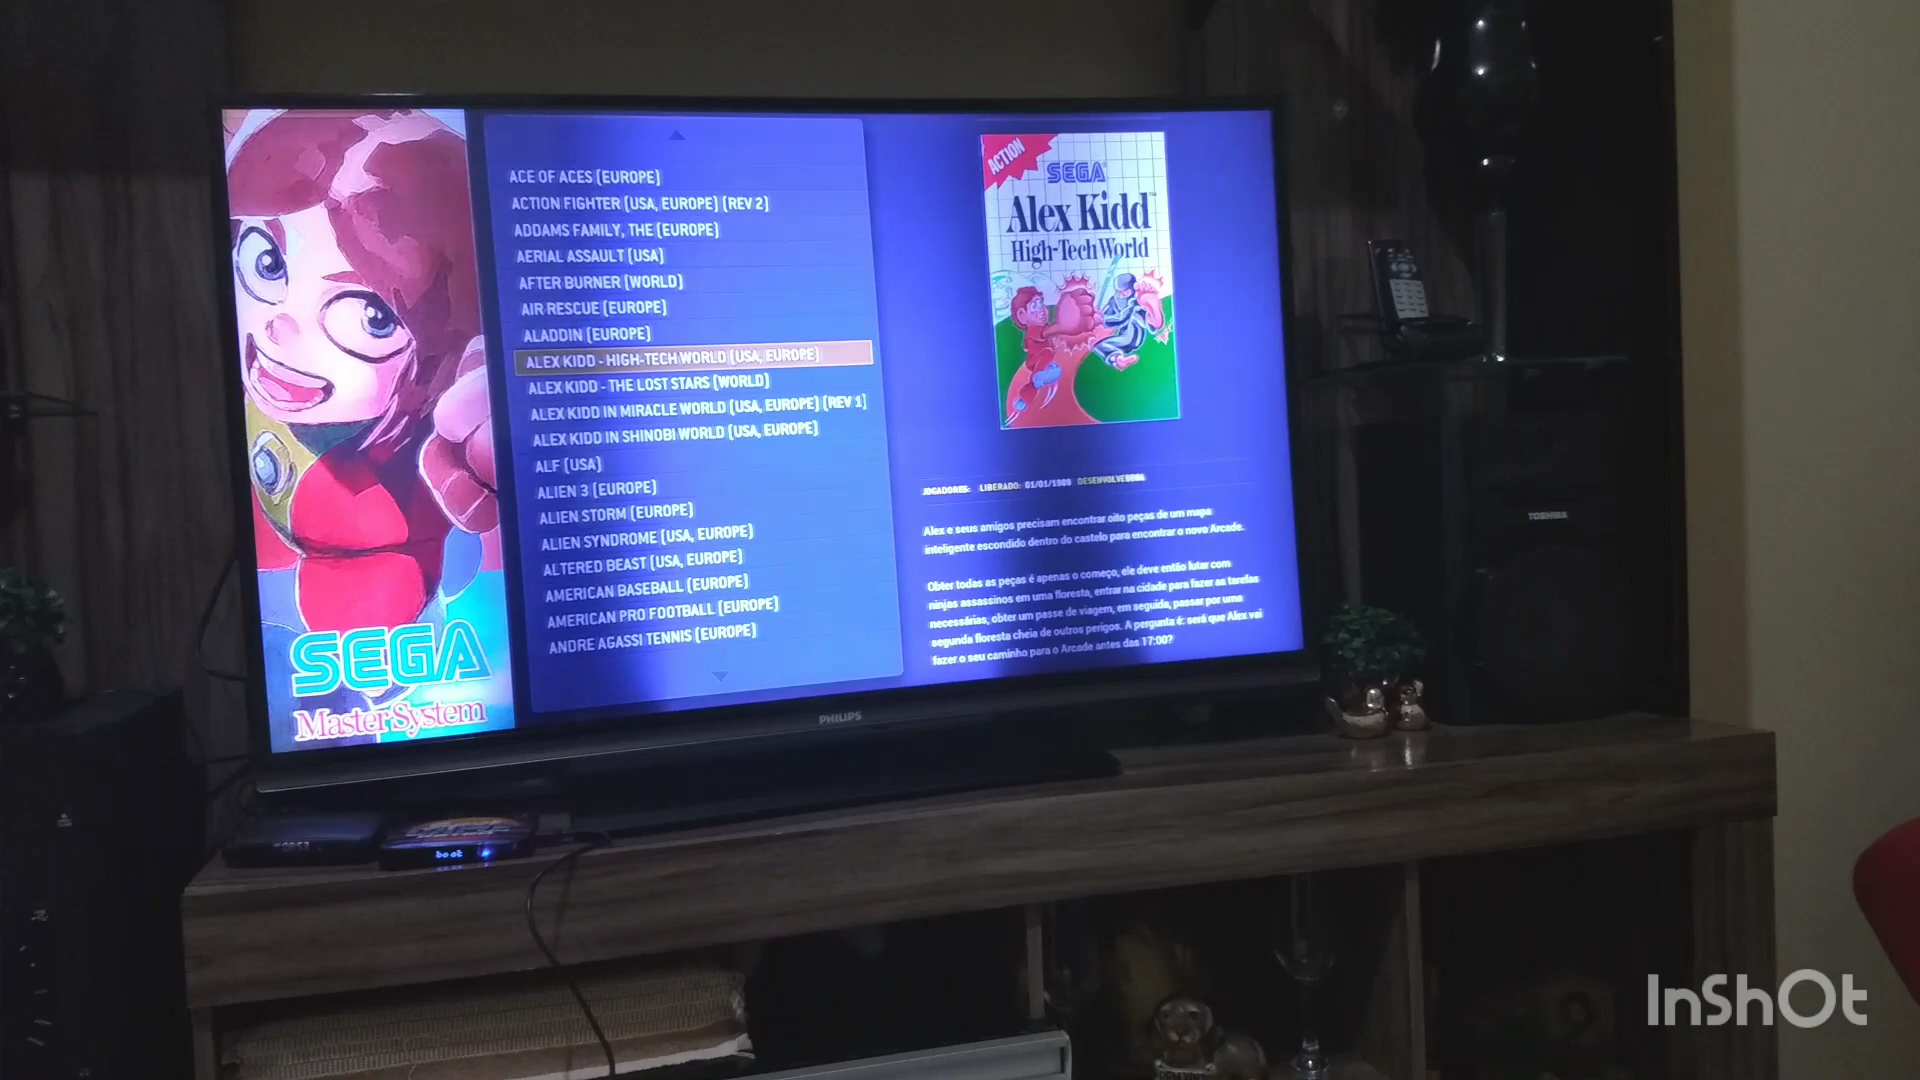 ACE OF ACES (EUROPE)
ACTION FIGHTER (USA, EUROPE) (REV 2)
ADDAMS FAMILY, THE (EUROPE)
AERIAL ASSAULT (USA)
AFTER BURNER (WORLD)
AIR RESCUE (EUROPE)
ALADDIN (EUROPE)
ALEX KIDD - HIGH-TECH WORLD (USA, EUROPE)
ALEX KIDD - THE LOST STARS (WORLD)
ALEX KIDD IN MIRACLE WORLD (USA, EUROPE) (REV 1)
ALEX KIDD IN SHINOBI WORLD (USA, EUROPE)
ALF (USA)
ALIEN 3 (EUROPE)
ALIEN STORM (EUROPE)
ALIEN SYNDROME (USA, EUROPE)
ALTERED BEAST (USA, EUROPE)
AMERICAN BASEBALL (EUROPE)
AMERICAN PRO FOOTBALL (EUROPE)
ANDRE AGASSI TENNIS (EUROPE)
SEGA
Master System
ACTION
SEGA
Alex Kidd™
High-Tech World
JOGADORES: LIBERADO: 01/01/1989
Alex e seus amigos precisam encontrar oito peças de um mapa
inteligente escondido dentro do castelo para encontrar o novo Arcade.
Obter todas as peças é apenas o começo, ele deve então lutar com
ninjas assassinos em uma floresta, entrar na cidade para fazer as tarefas
necessárias, obter um passe de viagem, em seguida, passar por uma
segunda floresta cheia de outros perigos. A pergunta é: será que Alex vai
fazer o seu caminho para o Arcade antes das 17:00?
PHILIPS
TOSHIBA
boot
InShOt